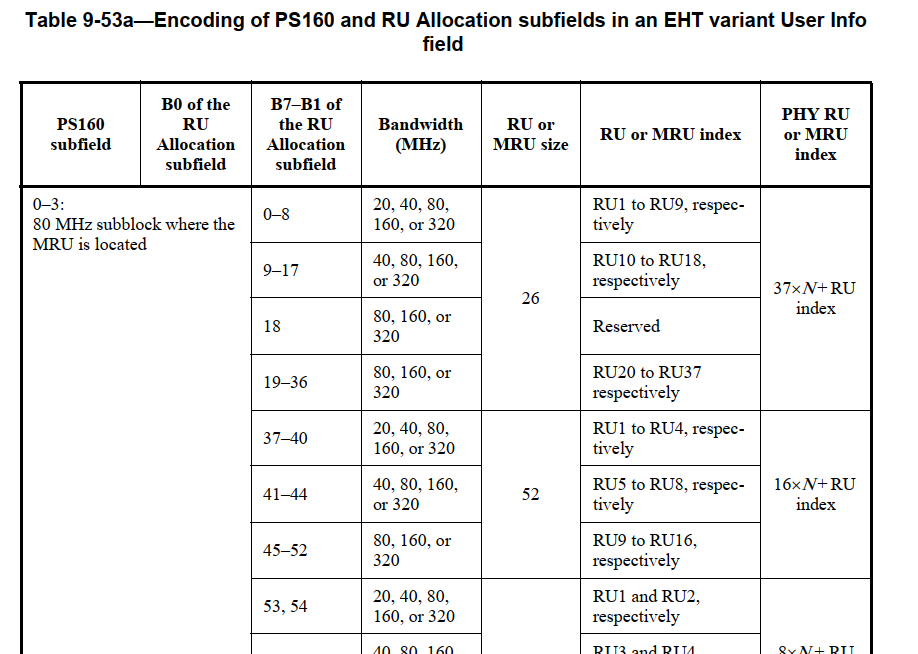 Table 9-53a—Encoding of PS160 and RU Allocation subfields in an EHT variant User Info
field
PS160
subfield
B0 of the
RU
Allocation
subfield
B7–B1 of
the RU
Allocation
subfield
Bandwidth
(MHz)
RU or
MRU size
RU or MRU index
PHY RU
or MRU
index
0–3:
80 MHz subblock where the
MRU is located
0–8
20, 40, 80,
160, or 320
26
RU1 to RU9, respec-
tively
37×N+RU
index
9–17
40, 80, 160,
or 320
RU10 to RU18,
respectively
18
80, 160, or
320
Reserved
19–36
80, 160, or
320
RU20 to RU37
respectively
37–40
20, 40, 80,
160, or 320
52
RU1 to RU4, respec-
tively
16×N+RU
index
41–44
40, 80, 160,
or 320
RU5 to RU8, respec-
tively
45–52
80, 160, or
320
RU9 to RU16,
respectively
53, 54
20, 40, 80,
160, or 320
RU1 and RU2,
respectively
40, 80, 160,
RU3 and RU4
8×N+RU